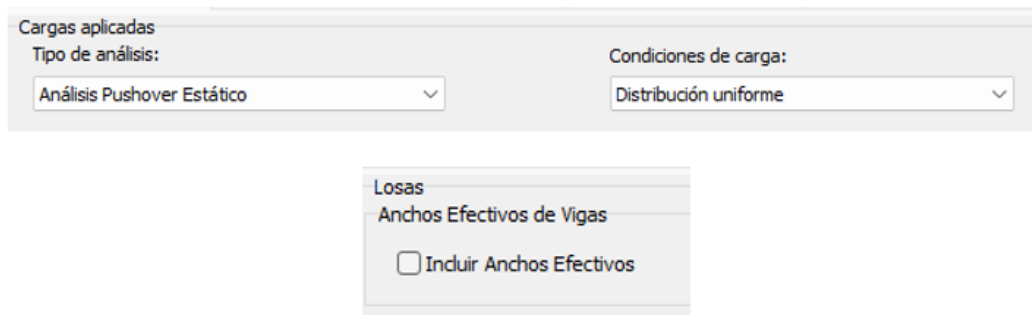 Cargas aplicadas
Tipo de análisis:
Condiciones de carga:
Análisis Pushover Estático
Distribución uniforme
Losas
Anchos Efectivos de Vigas
Incluir Anchos Efectivos